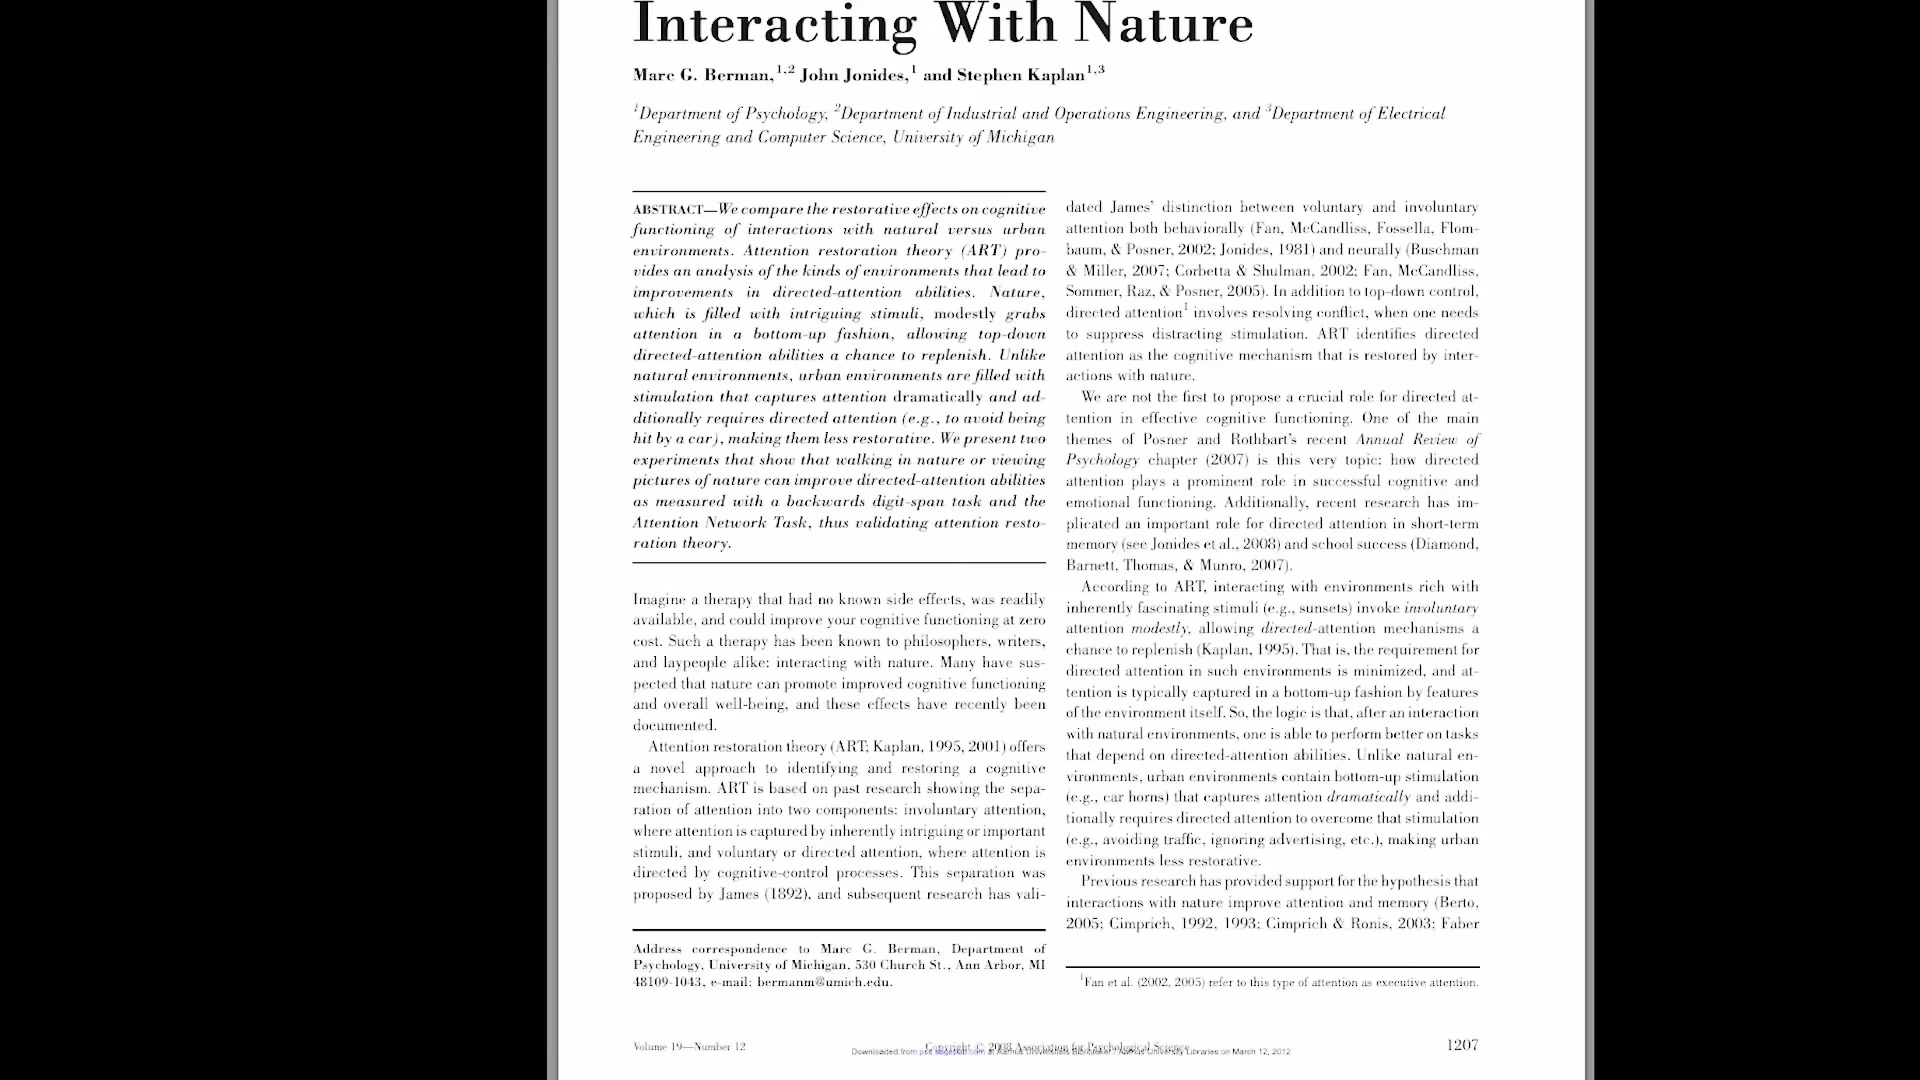 Interacting With Nature
Marc G. Berman,1,2 John Jonides,1 and Stephen Kaplan1,3
1Department of Psychology, 2Department of Industrial and Operations Engineering, and 3Department of Electrical
Engineering and Computer Science, University of Michigan
ABSTRACT—We compare the restorative effects on cognitive
functioning of interactions with natural versus urban
environments. Attention restoration theory (ART) pro-
vides an analysis of the kinds of environments that lead to
improvements in directed-attention abilities. Nature,
which is filled with intriguing stimuli, modestly grabs
attention in a bottom-up fashion, allowing top-down
directed-attention abilities a chance to replenish. Unlike
natural environments, urban environments are filled with
stimulation that captures attention dramatically and ad-
ditionally requires directed attention (e.g., to avoid being
hit by a car), making them less restorative. We present two
experiments that show that walking in nature or viewing
pictures of nature can improve directed-attention abilities
as measured with a backwards digit-span task and the
Attention Network Task, thus validating attention resto-
ration theory.
Imagine a therapy that had no known side effects, was readily
available, and could improve your cognitive functioning at zero
cost. Such a therapy has been known to philosophers, writers,
and laypeople alike: interacting with nature. Many have sus-
pected that nature can promote improved cognitive functioning
and overall well-being, and these effects have recently been
documented.
Attention restoration theory (ART; Kaplan, 1995, 2001) offers
a novel approach to identifying and restoring a cognitive
mechanism. ART is based on past research showing the sepa-
ration of attention into two components: involuntary attention,
where attention is captured by inherently intriguing or important
stimuli, and voluntary or directed attention, where attention is
directed by cognitive-control processes. This separation was
proposed by James (1892), and subsequent research has vali-
Address correspondence to Marc G. Berman, Department of
Psychology, University of Michigan, 530 Church St., Ann Arbor, MI
48109-1043, e-mail: bermanm@umich.edu.
dated James' distinction between voluntary and involuntary
attention both behaviorally (Fan, McCandliss, Fossella, Flom-
baum, & Posner, 2002; Jonides, 1981) and neurally (Buschman
& Miller, 2007; Corbetta & Shulman, 2002; Fan, McCandliss,
Sommer, Raz, & Posner, 2005). In addition to top-down control,
directed attention1 involves resolving conflict, when one needs
to suppress distracting stimulation. ART identifies directed
attention as the cognitive mechanism that is restored by inter-
actions with nature.
We are not the first to propose a crucial role for directed at-
tention in effective cognitive functioning. One of the main
themes of Posner and Rothbart's recent Annual Review of
Psychology chapter (2007) is this very topic: how directed
attention plays a prominent role in successful cognitive and
emotional functioning. Additionally, recent research has im-
plicated an important role for directed attention in short-term
memory (see Jonides et al., 2008) and school success (Diamond,
Barnett, Thomas, & Munro, 2007).
According to ART, interacting with environments rich with
inherently fascinating stimuli (e.g., sunsets) invoke involuntary
attention modestly, allowing directed-attention mechanisms a
chance to replenish (Kaplan, 1995). That is, the requirement for
directed attention in such environments is minimized, and at-
tention is typically captured in a bottom-up fashion by features
of the environment itself. So, the logic is that, after an interaction
with natural environments, one is able to perform better on tasks
that depend on directed-attention abilities. Unlike natural en-
vironments, urban environments contain bottom-up stimulation
(e.g., car horns) that captures attention dramatically and addi-
tionally requires directed attention to overcome that stimulation
(e.g., avoiding traffic, ignoring advertising, etc.), making urban
environments less restorative.
Previous research has provided support for the hypothesis that
interactions with nature improve attention and memory (Berto,
2005; Cimprich, 1992, 1993; Cimprich & Ronis, 2003; Faber
1Fan et al. (2002, 2005) refer to this type of attention as executive attention.
Volume 19—Number 12
Copyright © 2008 Association for Psychological Science
1207
Downloaded from pss.sagepub.com at Aarhus Universitets Biblioteker / Aarhus University Libraries on March 12, 2012